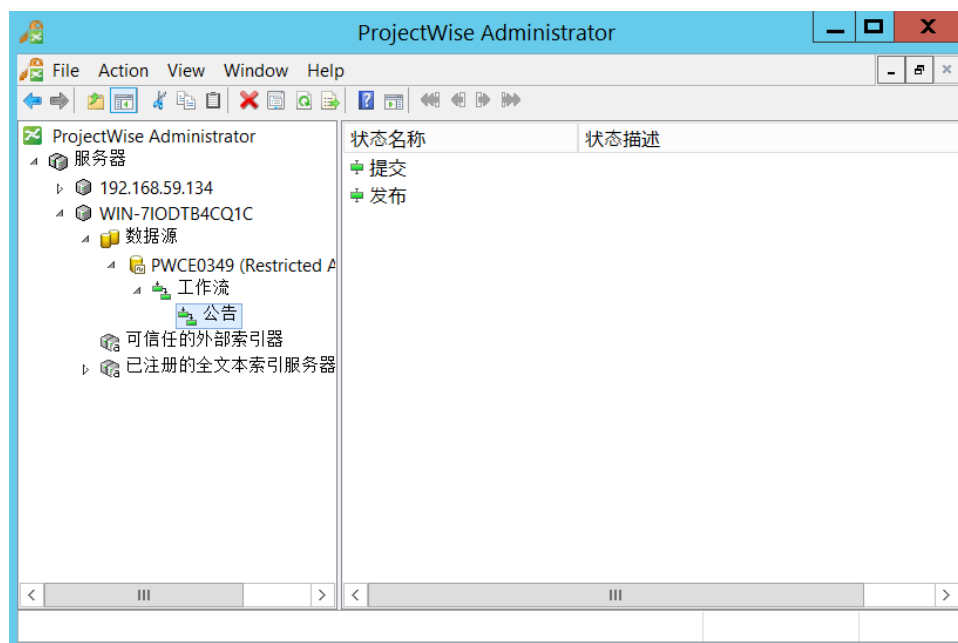 ProjectWise Administrator
File Action View Window Help
ProjectWise Administrator
服务器
192.168.59.134
WIN-7IODTB4CQ1C
数据源
PWCE0349 (Restricted A
工作流
公告
可信任的外部索引器
已注册的全文本索引服务器
状态名称 状态描述
提交
发布